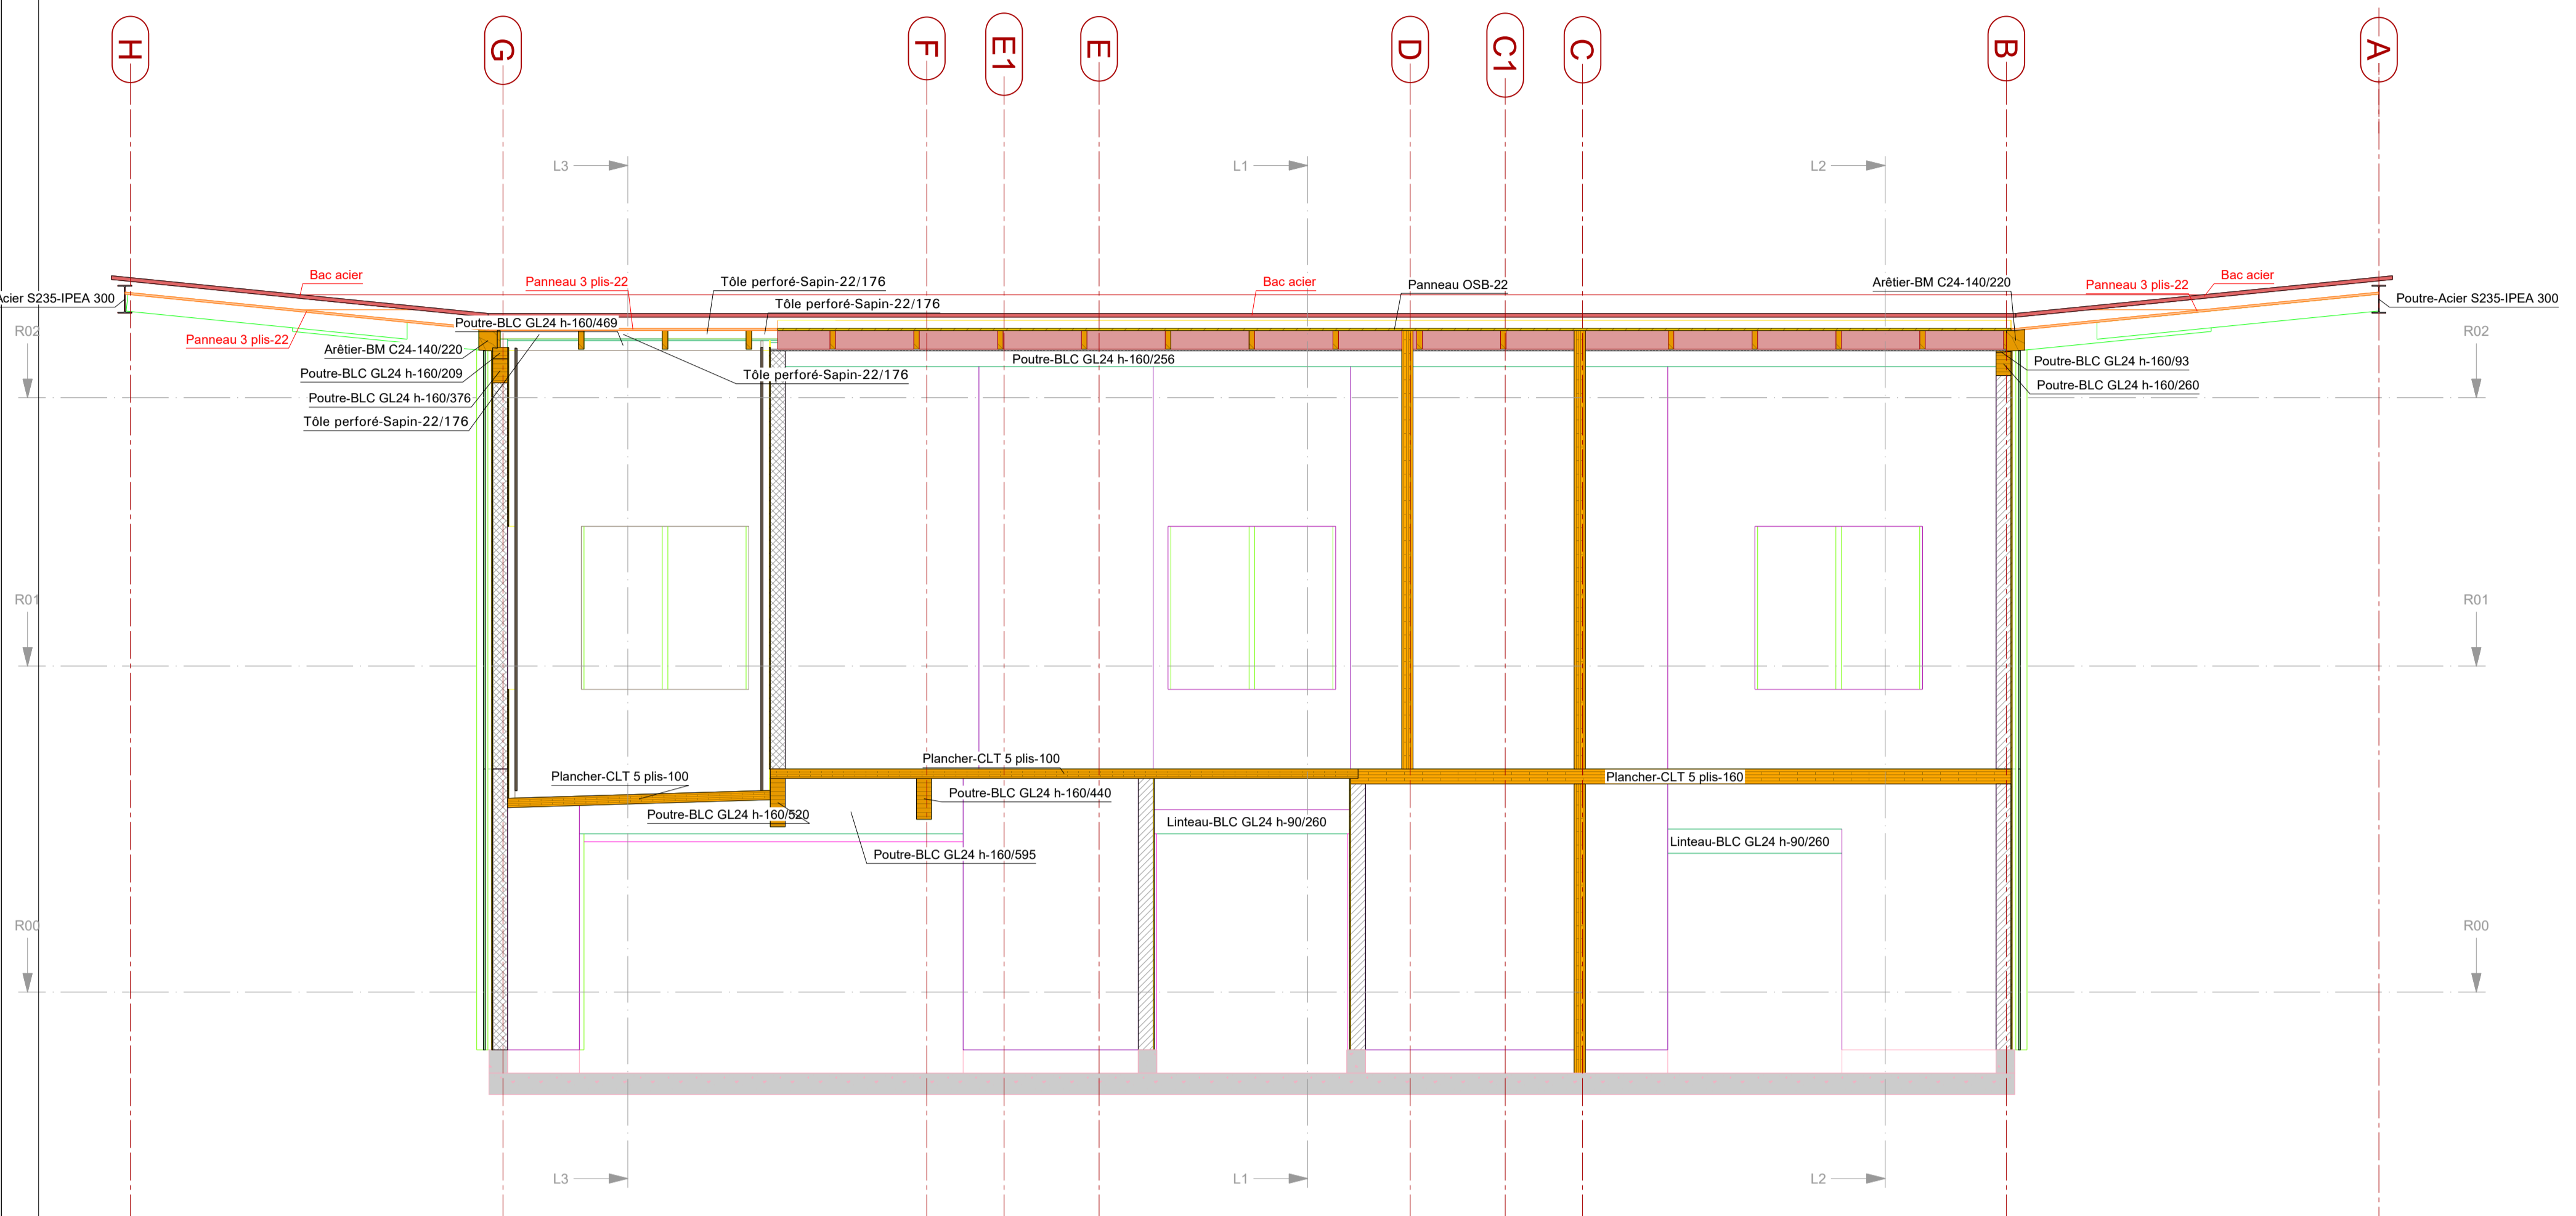 H
G
F
E1
E
D
C1
C
B
A
L3
L1
L2
Bac acier
Panneau 3 plis-22
Tôle perforé-Sapin-22/176
Bac acier
Panneau OSB-22
Arêtier-BM C24-140/220
Panneau 3 plis-22
Bac acier
Acier S235-IPEA 300
Tôle perforé-Sapin-22/176
Poutre-Acier S235-IPEA 300
Poutre-BLC GL24 h-160/469
R02
R02
Panneau 3 plis-22
Arêtier-BM C24-140/220
Poutre-BLC GL24 h-160/256
Poutre-BLC GL24 h-160/93
Poutre-BLC GL24 h-160/209
Tôle perforé-Sapin-22/176
Poutre-BLC GL24 h-160/260
Poutre-BLC GL24 h-160/376
Tôle perforé-Sapin-22/176
R01
R01
Plancher-CLT 5 plis-100
Plancher-CLT 5 plis-100
Plancher-CLT 5 plis-160
Poutre-BLC GL24 h-160/440
Poutre-BLC GL24 h-160/520
Linteau-BLC GL24 h-90/260
Linteau-BLC GL24 h-90/260
Poutre-BLC GL24 h-160/595
R00
R00
L3
L1
L2